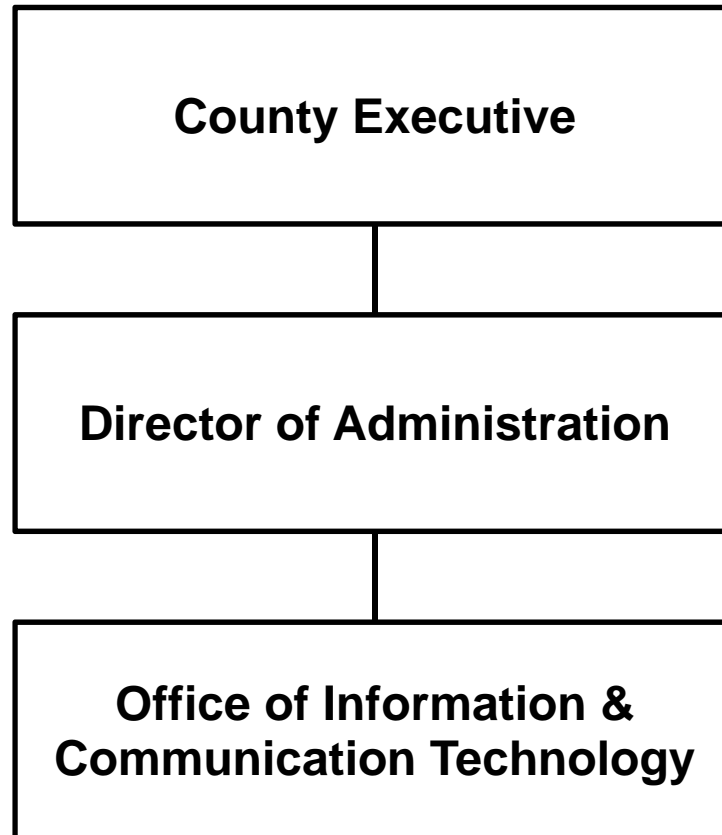 County Executive
Director of Administration
Office of Information &
Communication Technology